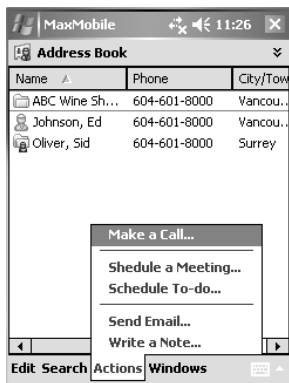 MaxMobile 11:26
Address Book
Name Phone City/Tow
ABC Wine Sh... 604-601-8000 Vancou..
Johnson, Ed 604-601-8000 Vancou..
Oliver, Sid 604-601-8000 Surrey
Make a Call...
Shedule a Meeting...
Schedule To-do...
Send Email...
Write a Note...
Edit Search Actions Windows